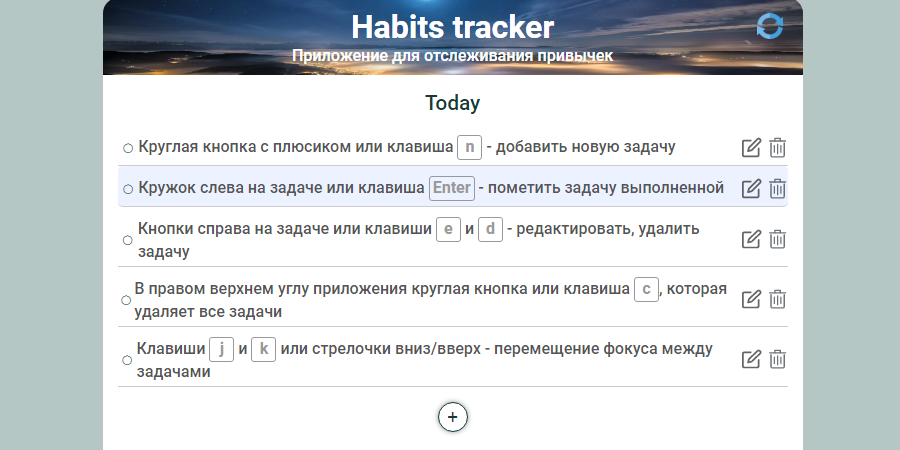 Habits tracker
Приложение для отслеживания привычек
Today
Круглая кнопка с плюсиком или клавиша n - добавить новую задачу
Кружок слева на задаче или клавиша Enter - пометить задачу выполненной
Кнопки справа на задаче или клавиши e и d - редактировать, удалить
задачу
В правом верхнем углу приложения круглая кнопка или клавиша c, которая
удаляет все задачи
Клавиши j и k или стрелочки вниз/вверх - перемещение фокуса между
задачами
+